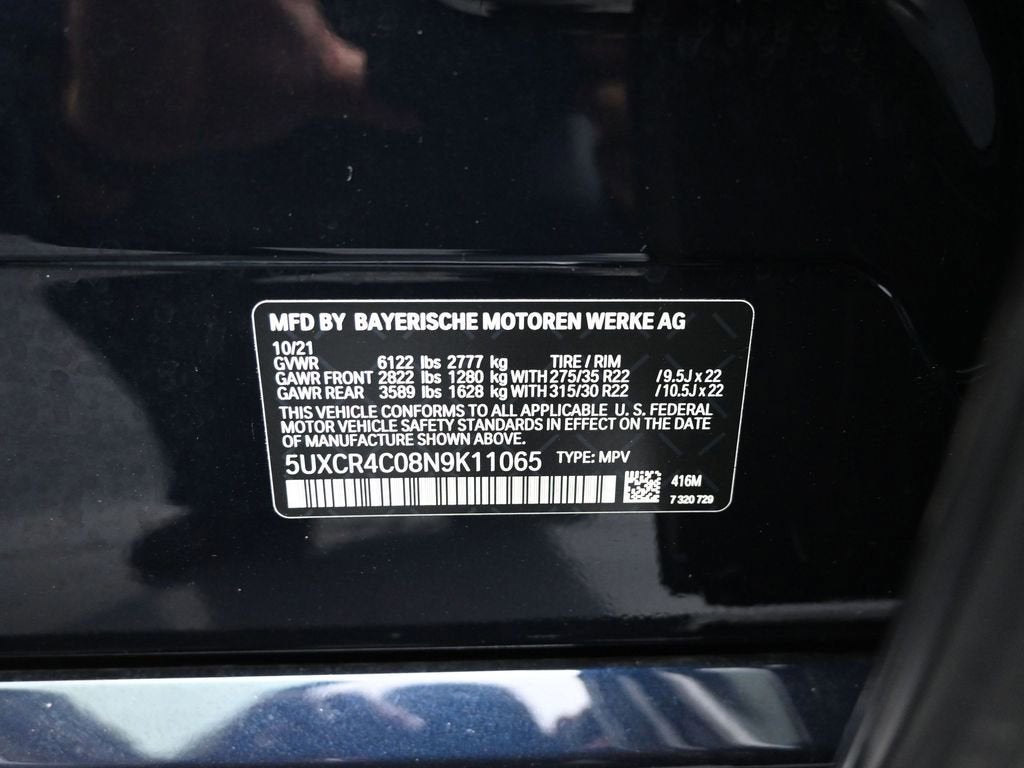 MFD BY BAYERISCHE MOTOREN WERKE AG
10/21
GVWR 6122 lbs 2777 kg TIRE / RIM
GAWR FRONT 2822 lbs 1280 kg WITH 275/35 R22 / 9.5J x 22
GAWR REAR 3589 lbs 1628 kg WITH 315/30 R22 / 10.5J x 22
THIS VEHICLE CONFORMS TO ALL APPLICABLE U. S. FEDERAL
MOTOR VEHICLE SAFETY STANDARDS IN EFFECT ON THE DATE
OF MANUFACTURE SHOWN ABOVE.
5UXCR4C08N9K11065 TYPE: MPV
416M
7 320 729